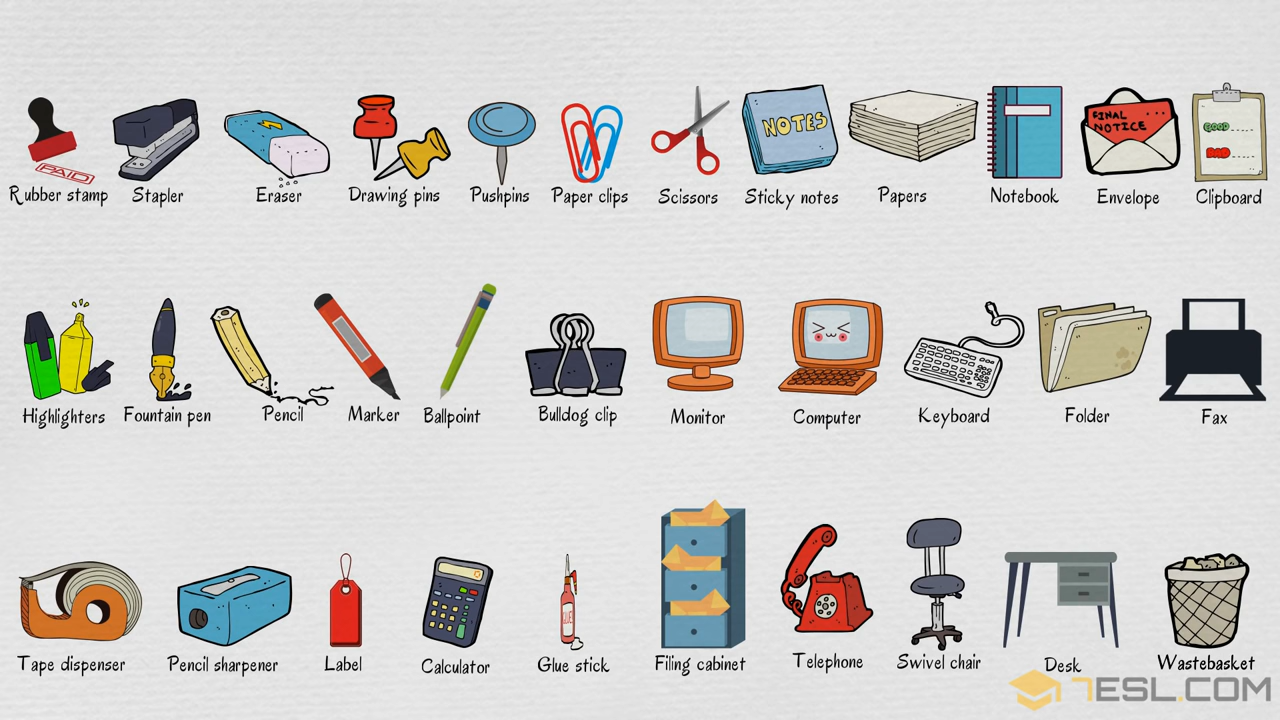 PAID
NOTES
FINAL
NOTICE
GOOD
BAD
Rubber stamp Stapler Eraser Drawing pins Pushpins Paper clips Scissors Sticky notes Papers Notebook Envelope Clipboard
Highlighters Fountain pen Pencil Marker Ballpoint Bulldog clip Monitor Computer Keyboard Folder Fax
GLUE
Tape dispenser Pencil sharpener Label Calculator Glue stick Filing cabinet Telephone Swivel chair Desk Wastebasket
7ESL.COM